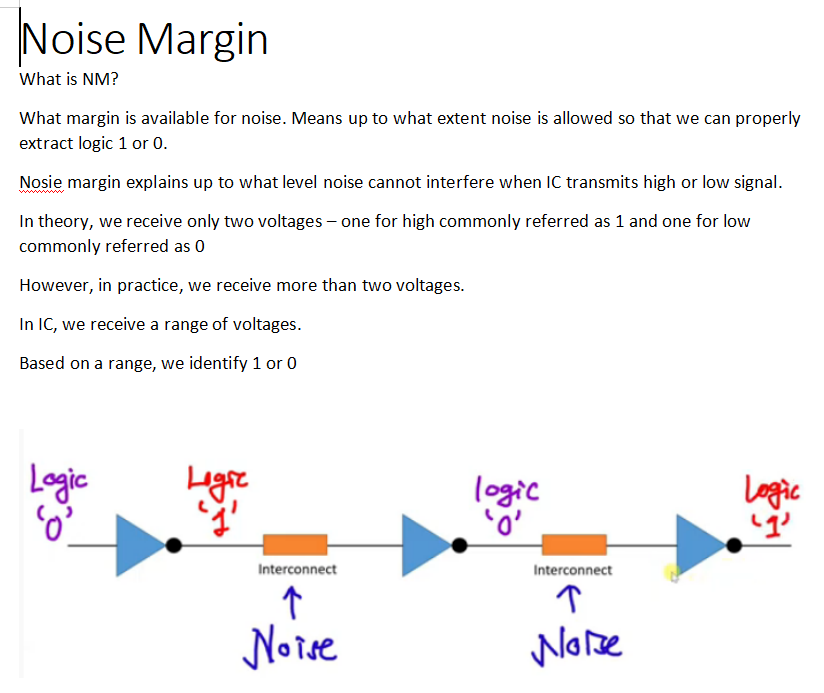 Noise Margin
What is NM?
What margin is available for noise. Means up to what extent noise is allowed so that we can properly
extract logic 1 or 0.
Nosie margin explains up to what level noise cannot interfere when IC transmits high or low signal.
In theory, we receive only two voltages – one for high commonly referred as 1 and one for low
commonly referred as 0
However, in practice, we receive more than two voltages.
In IC, we receive a range of voltages.
Based on a range, we identify 1 or 0
Logic
'0'
Logic
'1'
logic
'0'
Logic
'1'
Interconnect
Interconnect
Noise
Noise